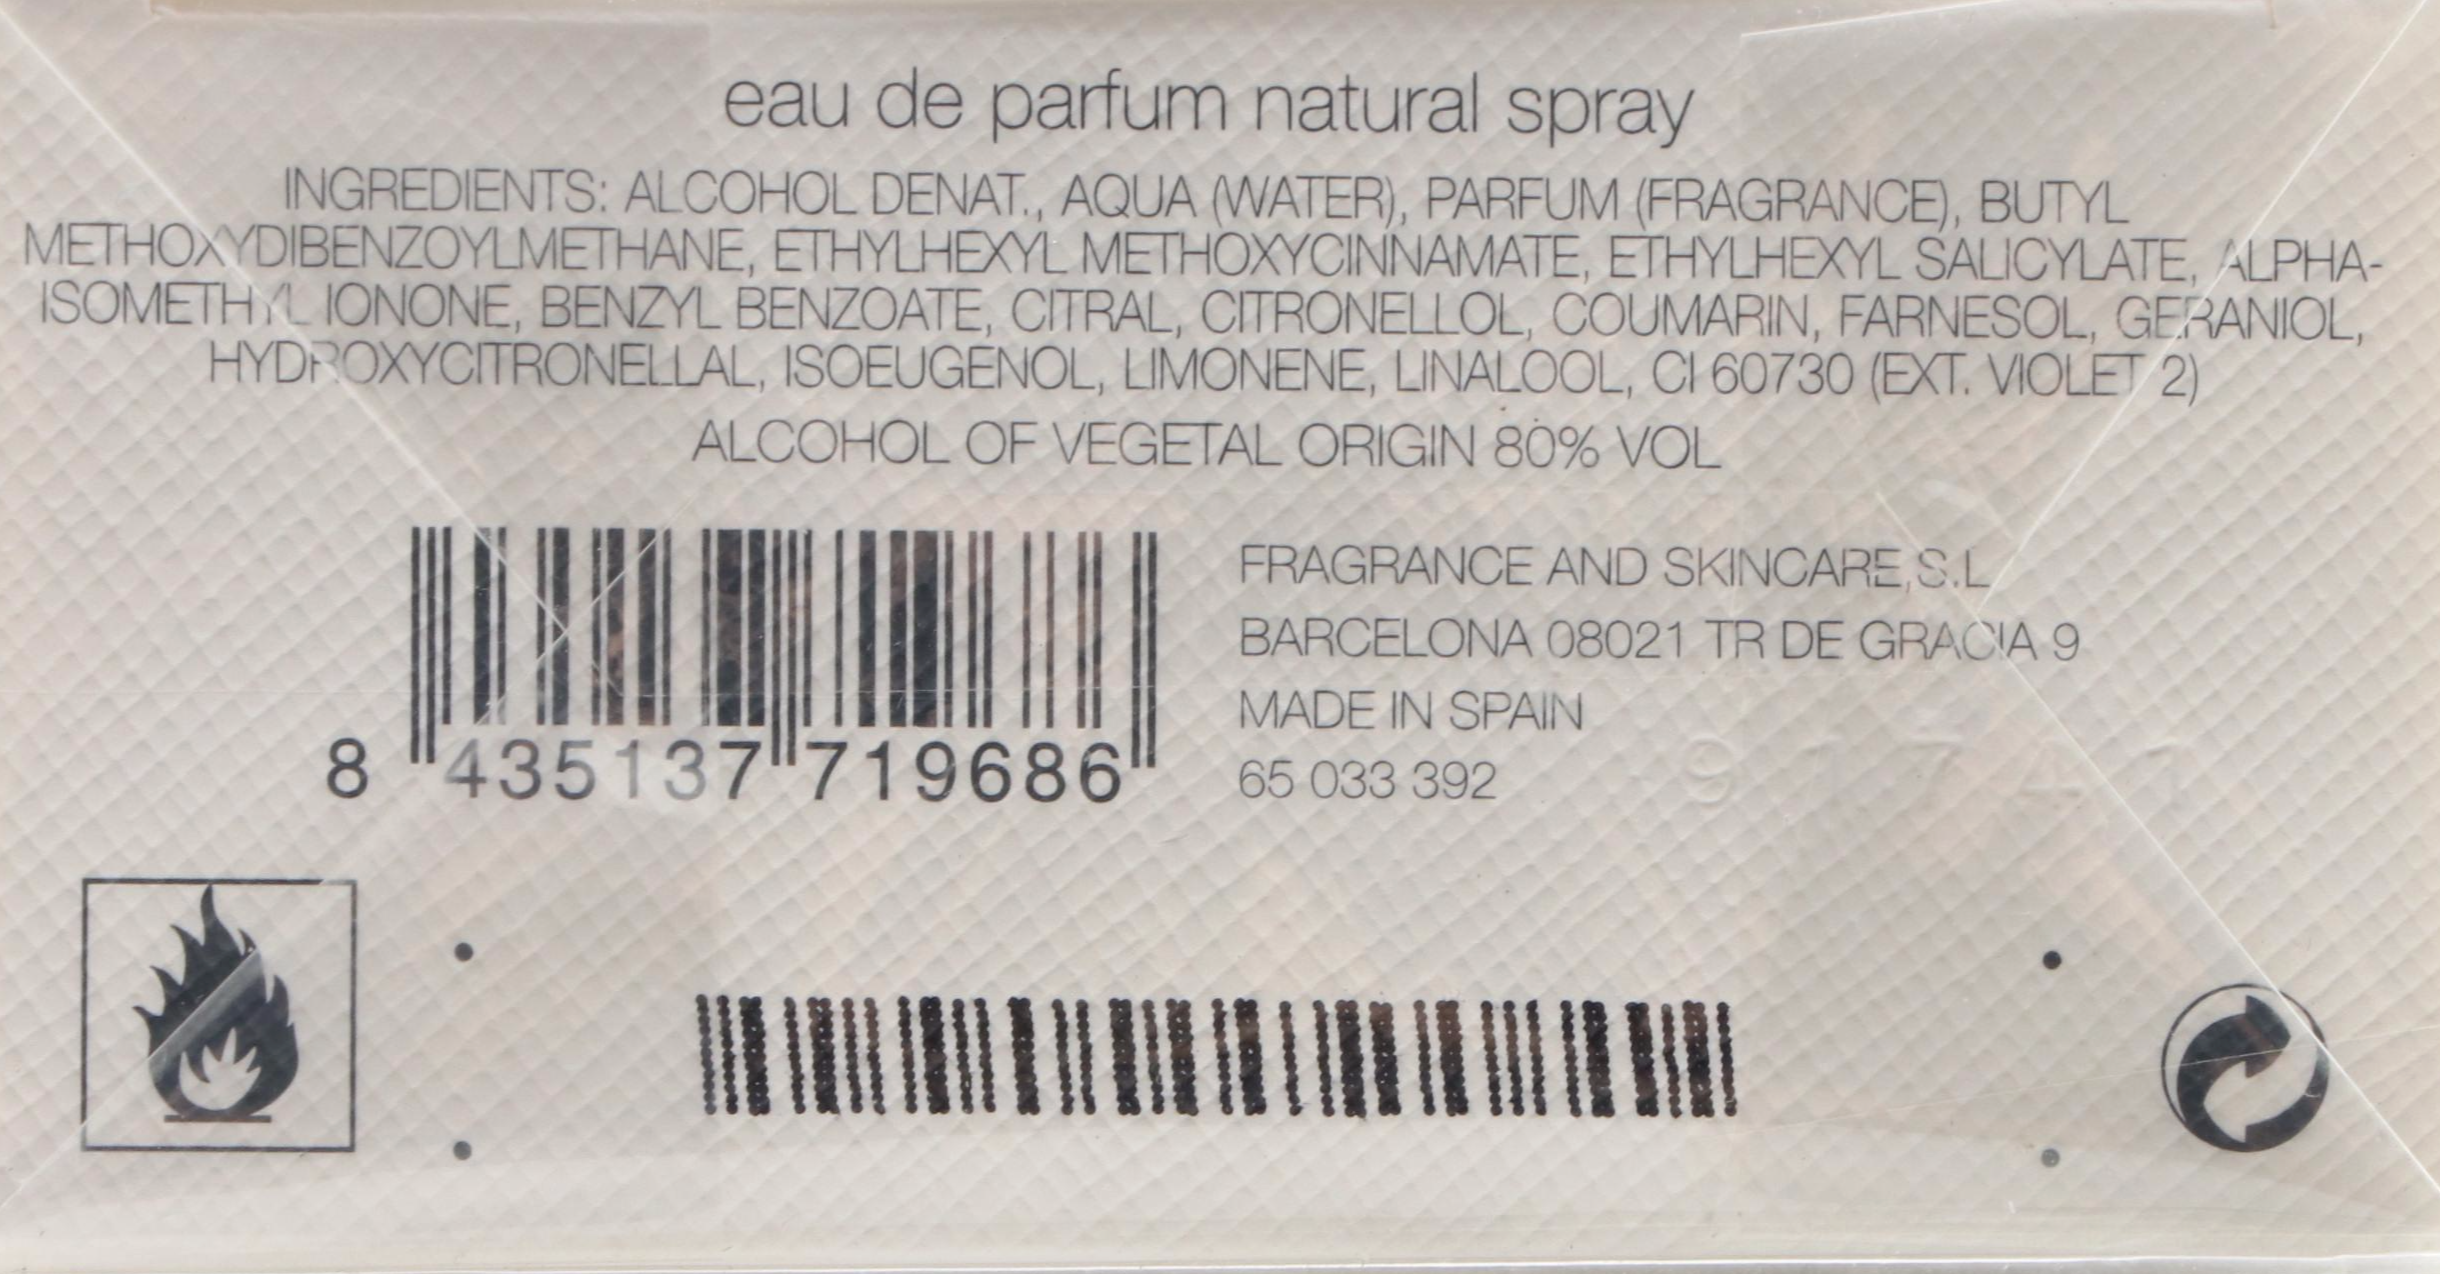 eau de parfum natural spray
INGREDIENTS: ALCOHOL DENAT., AQUA (WATER), PARFUM (FRAGRANCE), BUTYL
METHOXYDIBENZOYLMETHANE, ETHYLHEXYL METHOXYCINNAMATE, ETHYLHEXYL SALICYLATE, ALPHA-
ISOMETHYL IONONE, BENZYL BENZOATE, CITRAL, CITRONELLOL, COUMARIN, FARNESOL, GERANIOL,
HYDROXYCITRONELLAL, ISOEUGENOL, LIMONENE, LINALOOL, CI 60730 (EXT. VIOLET 2)
ALCOHOL OF VEGETAL ORIGIN 80% VOL
FRAGRANCE AND SKINCARE,S.L
BARCELONA 08021 TR DE GRACIA 9
MADE IN SPAIN
65 033 392
8 435137 719686